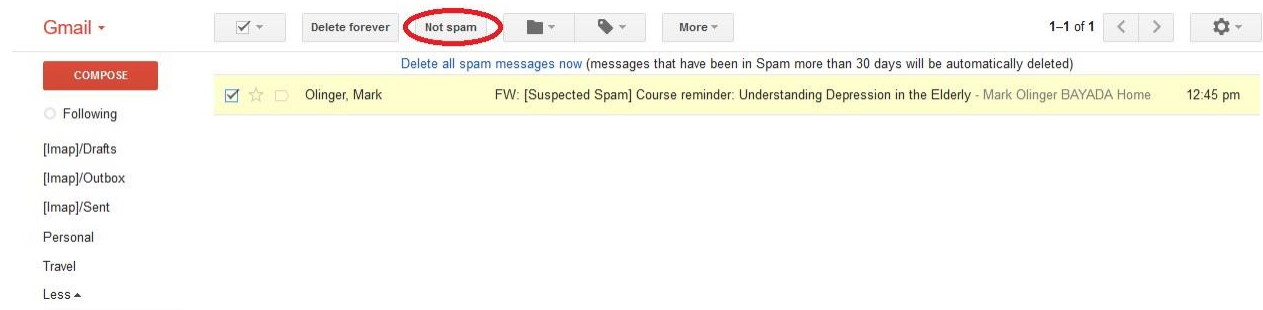 Gmail Delete forever Not spam More 1–1 of 1
Delete all spam messages now (messages that have been in Spam more than 30 days will be automatically deleted)
COMPOSE
Olinger, Mark FW: [Suspected Spam] Course reminder: Understanding Depression in the Elderly - Mark Olinger BAYADA Home 12:45 pm
Following
[Imap]/Drafts
[Imap]/Outbox
[Imap]/Sent
Personal
Travel
Less